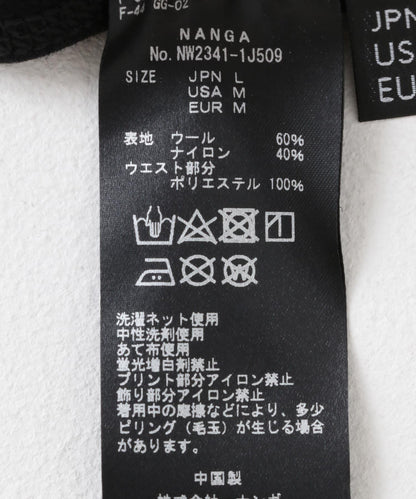 F-44 GG-02
NANGA
No. NW2341-1J509
SIZE JPN L
USA M
EUR M
表地 ウール 60%
ナイロン 40%
ウエスト部分
ポリエステル 100%
洗濯ネット使用
中性洗剤使用
あて布使用
蛍光増白剤禁止
プリント部分アイロン禁止
飾り部分アイロン禁止
着用中の摩擦などにより、多少
ピリング（毛玉）が生じる場合
があります。
中国製
JPN
US
EU